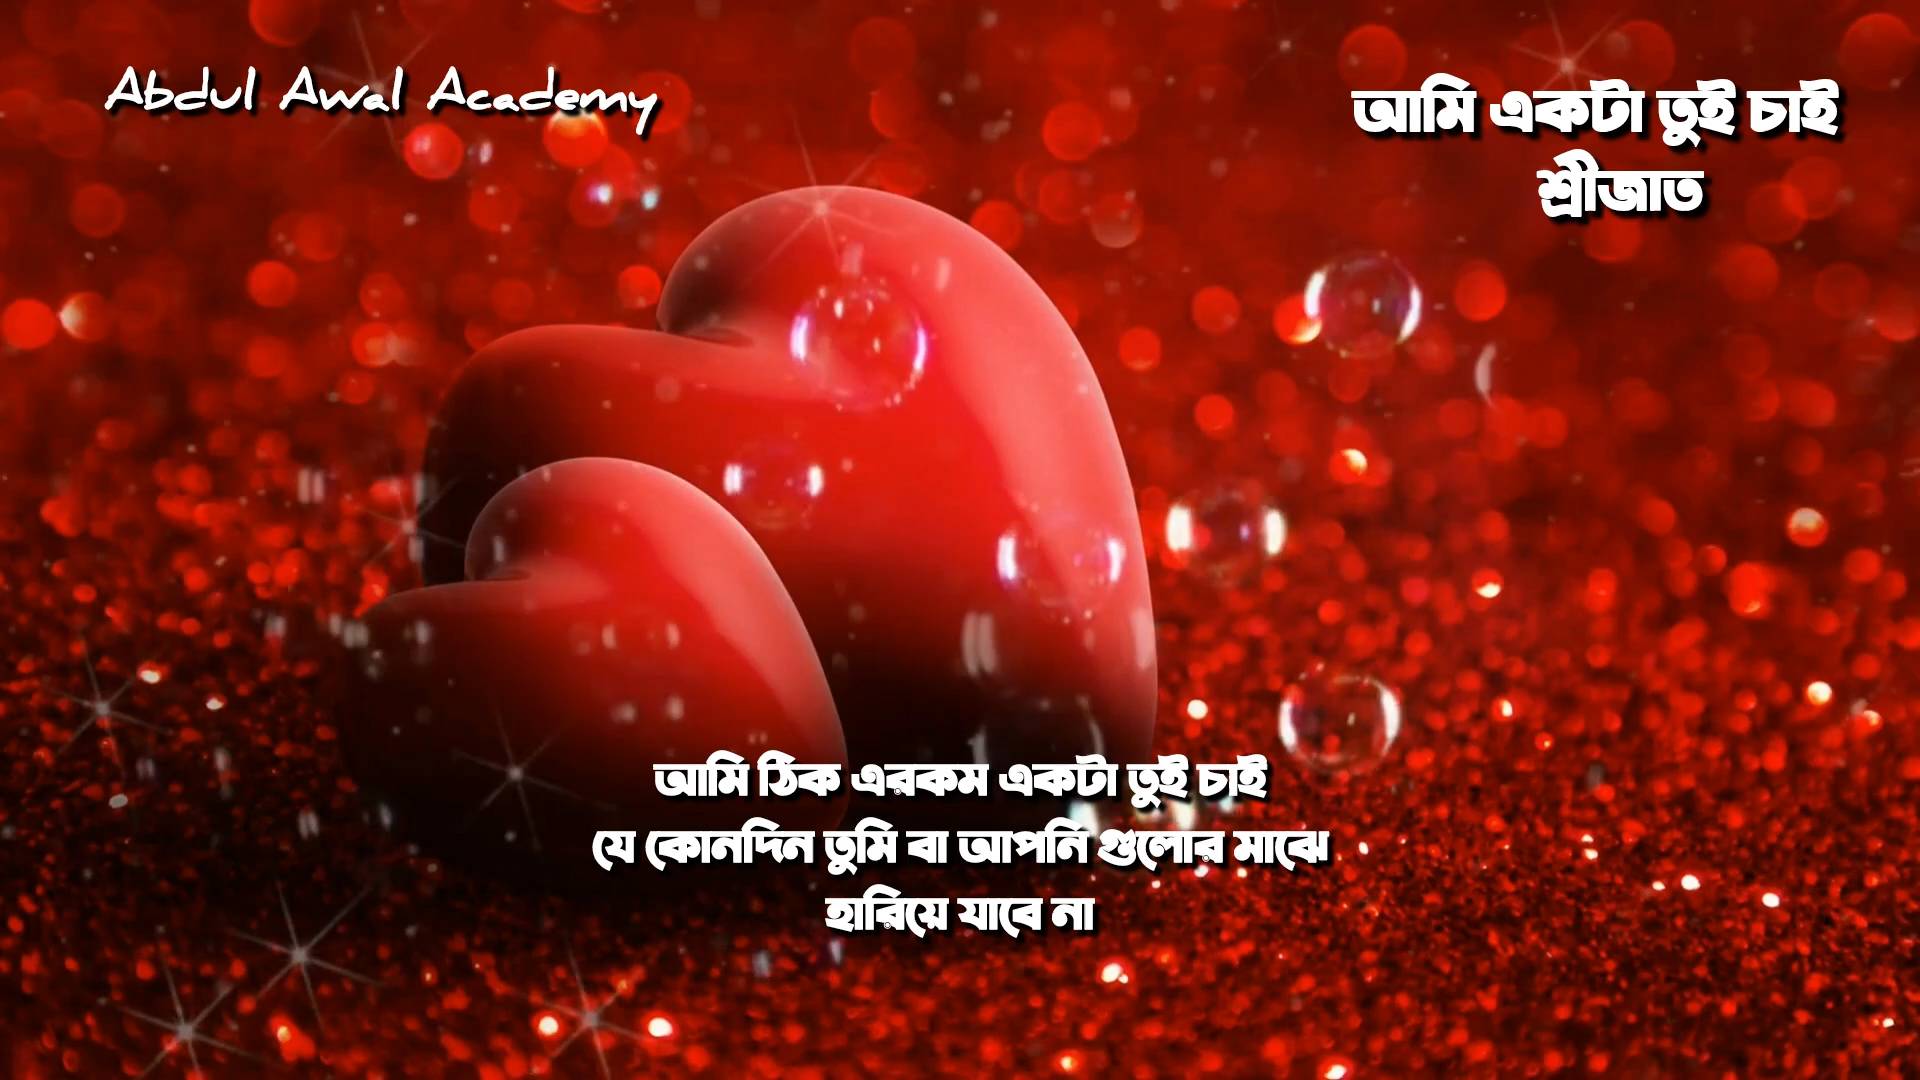 Abdul Awal Academy
আমি একটা তুই চাই
শ্রীজাত
আমি ঠিক এরকম একটা তুই চাই
যে কোনদিন তুমি বা আপনি গুলোর মাঝে
হারিয়ে যাবে না